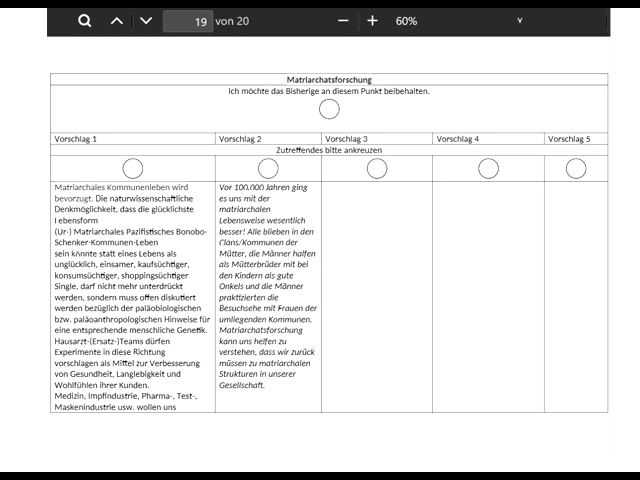 19 von 20
60%
Matriarchatsforschung
Ich möchte das Bisherige an diesem Punkt beibehalten.
Vorschlag 1
Vorschlag 2
Vorschlag 3
Vorschlag 4
Vorschlag 5
Zutreffendes bitte ankreuzen
Matriarchales Kommunenleben wird
bevorzugt. Die naturwissenschaftliche
Denkmöglichkeit, dass die glücklichste
Lebensform
(Ur-) Matriarchales Pazifistisches Bonobo-
Schenker-Kommunen-Leben
sein könnte statt eines Lebens als
unglücklich, einsamer, kaufsüchtiger,
konsumsüchtiger, shoppingsüchtiger
Single, darf nicht mehr unterdrückt
werden, sondern muss offen diskutiert
werden bezüglich der paläobiologischen
bzw. paläoanthropologischen Hinweise für
eine entsprechende menschliche Genetik.
Hausarzt-(Ersatz-)Teams dürfen
Experimente in diese Richtung
vorschlagen als Mittel zur Verbesserung
von Gesundheit, Langlebigkeit und
Wohlfühlen ihrer Kunden.
Medizin, Impfindustrie, Pharma-, Test-,
Maskenindustrie usw. wollen uns
Vor 100.000 Jahren ging
es uns mit der
matriarchalen
Lebensweise wesentlich
besser! Alle blieben in den
Clans/Kommunen der
Mütter, die Männer halfen
als Mütterbrüder mit bei
den Kindern als gute
Onkels und die Männer
praktizierten die
Besuchsehe mit Frauen der
umliegenden Kommunen.
Matriarchatsforschung
kann uns helfen zu
verstehen, dass wir zurück
müssen zu matriarchalen
Strukturen in unserer
Gesellschaft.